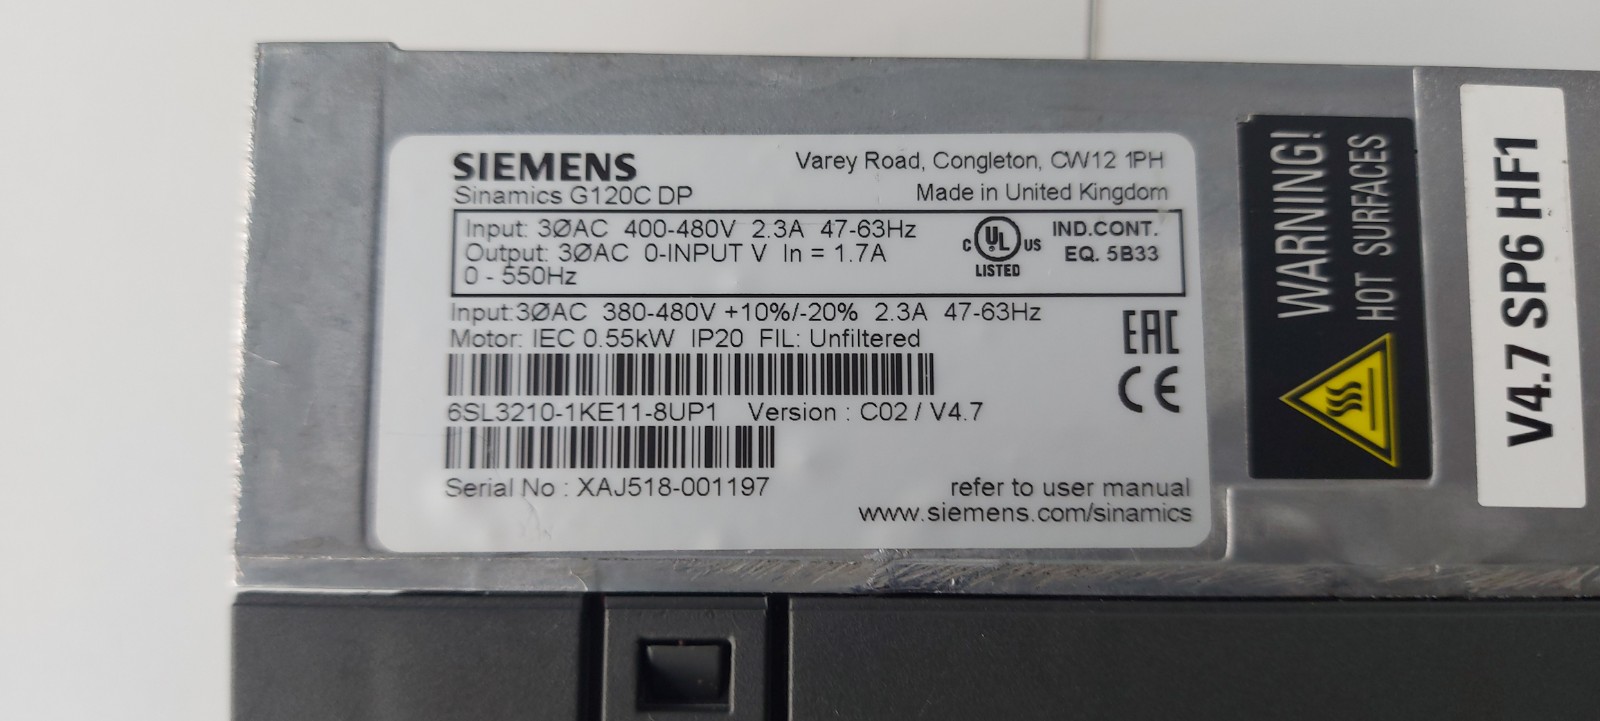 SIEMENS
Varey Road, Congleton, CW12 1PH
Sinamics G120C DP
Made in United Kingdom
Input: 3ØAC 400-480V 2.3A 47-63Hz
Output: 3ØAC 0-INPUT V In = 1.7A
0 - 550Hz
C UL US
LISTED
IND.CONT.
EQ. 5B33
Input:3ØAC 380-480V +10%/-20% 2.3A 47-63Hz
Motor: IEC 0.55kW IP20 FIL: Unfiltered
EAC
CE
6SL3210-1KE11-8UP1 Version : C02 / V4.7
Serial No : XAJ518-001197
refer to user manual
www.siemens.com/sinamics
WARNING!
HOT SURFACES
V4.7 SP6 HF1